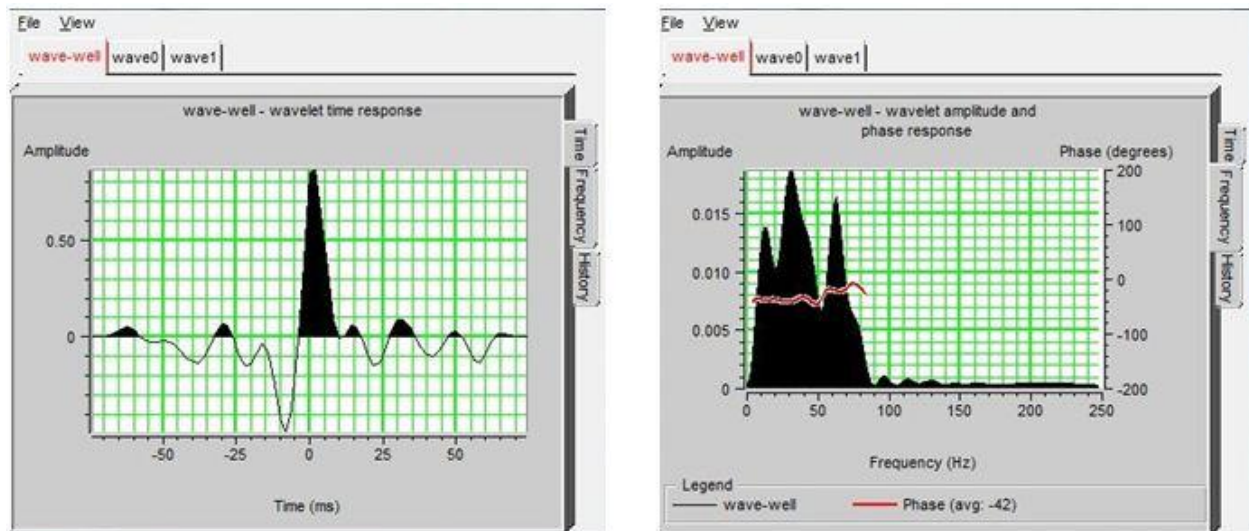 File View
wave-well wave0 wave1
wave-well - wavelet time response
Amplitude
0.50
0
-50 -25 0 25 50
Time (ms)
Time
Frequency
History
File View
wave-well wave0 wave1
wave-well - wavelet amplitude and
phase response
Amplitude Phase (degrees)
200
0.015 100
0.010 0
0.005 -100
0 -200
0 50 100 150 200 250
Frequency (Hz)
Legend
wave-well Phase (avg: -42)
Time
Frequency
History